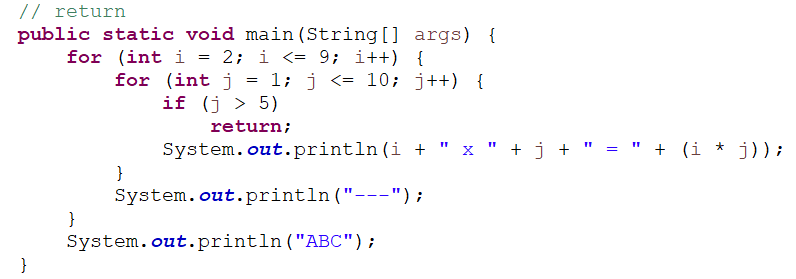 // return
public static void main(String[] args) {
    for (int i = 2; i <= 9; i++) {
        for (int j = 1; j <= 10; j++) {
            if (j > 5)
                return;
            System.out.println(i + " x " + j + " = " + (i * j));
        }
        System.out.println("---");
    }
    System.out.println("ABC");
}